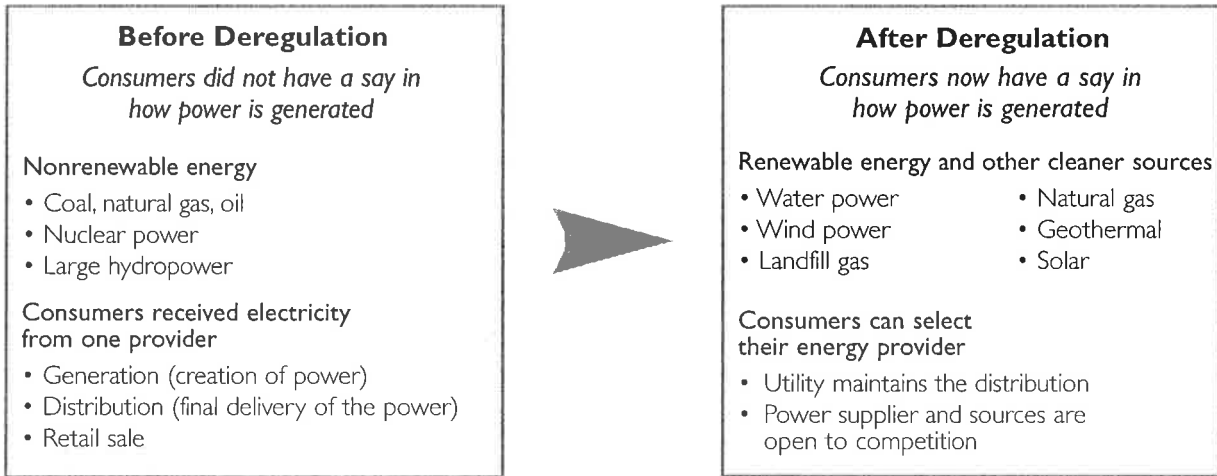 Before Deregulation
Consumers did not have a say in
how power is generated
Nonrenewable energy
• Coal, natural gas, oil
• Nuclear power
• Large hydropower
Consumers received electricity
from one provider
• Generation (creation of power)
• Distribution (final delivery of the power)
• Retail sale
After Deregulation
Consumers now have a say in
how power is generated
Renewable energy and other cleaner sources
• Water power
• Wind power
• Landfill gas
• Natural gas
• Geothermal
• Solar
Consumers can select
their energy provider
• Utility maintains the distribution
• Power supplier and sources are
open to competition